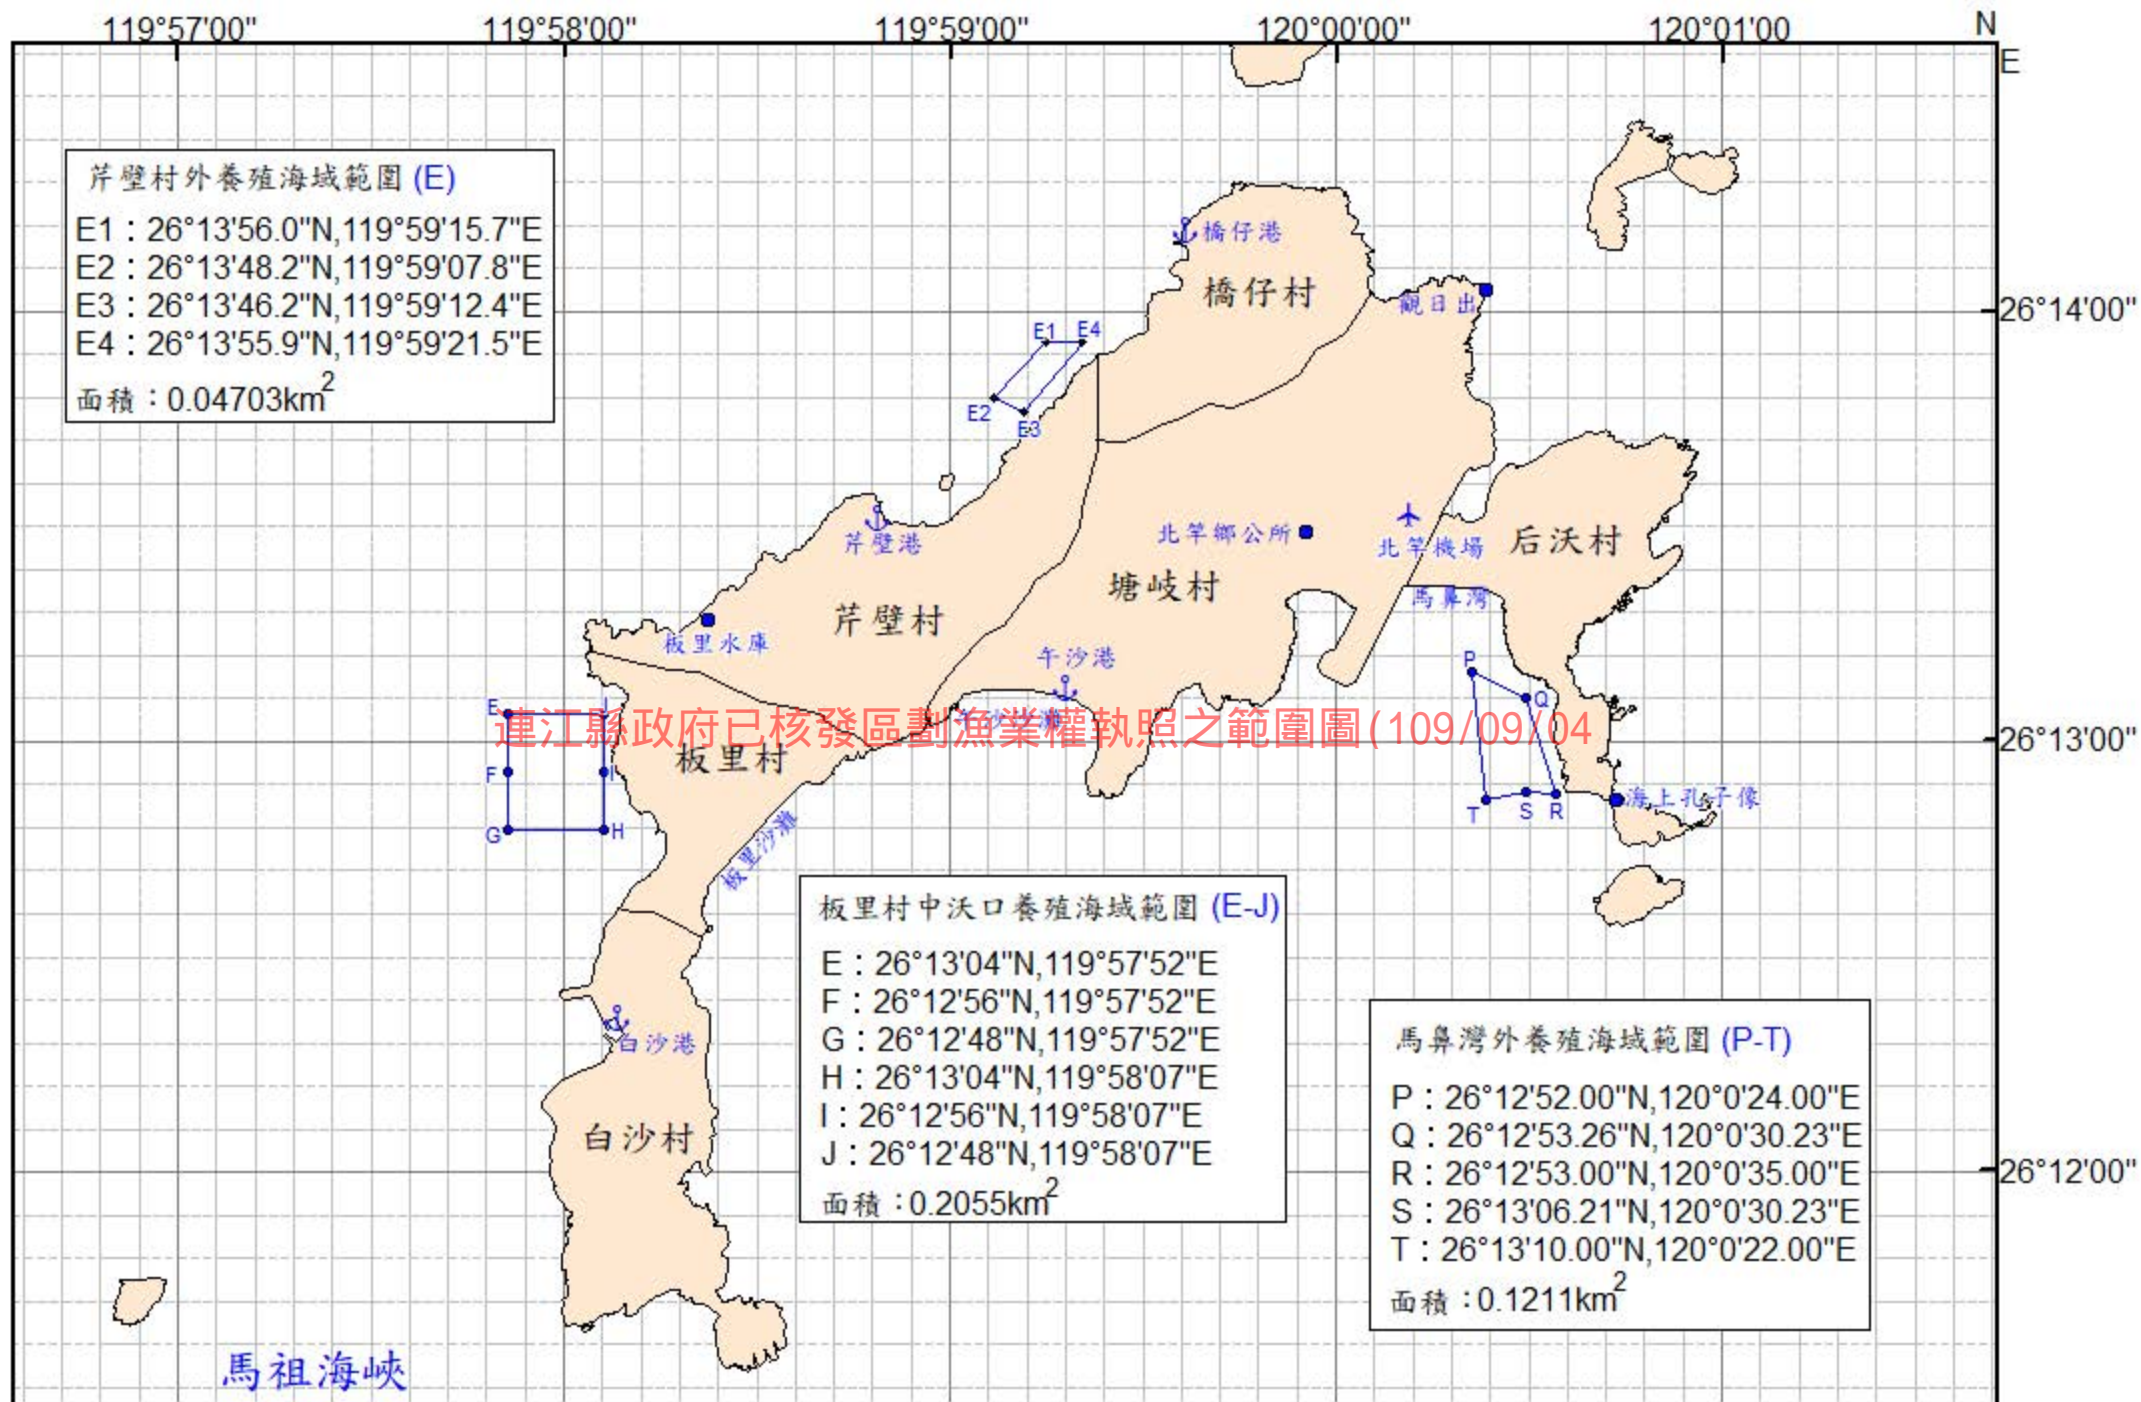 119°57'00"
119°58'00"
119°59'00"
120°00'00"
120°01'00
N
E
芹壁村外養殖海域範圍 (E)
E1：26°13'56.0"N,119°59'15.7"E
E2：26°13'48.2"N,119°59'07.8"E
E3：26°13'46.2"N,119°59'12.4"E
E4：26°13'55.9"N,119°59'21.5"E
面積：0.04703km2
橋仔港
橋仔村
觀日出
26°14'00"
E1
E4
E2
E3
芹壁港
北竿鄉公所
北竿機場
后沃村
塘岐村
馬鼻灣
芹壁村
板里水庫
午沙港
P
Q
E
J
午沙沙灘
連江縣政府已核發區劃漁業權執照之範圍圖(109/09/04
26°13'00"
板里村
F
I
G
H
T
S
R
海上孔子像
板里沙灘
板里村中沃口養殖海域範圍 (E-J)
E：26°13'04"N,119°57'52"E
F：26°12'56"N,119°57'52"E
G：26°12'48"N,119°57'52"E
H：26°13'04"N,119°58'07"E
I：26°12'56"N,119°58'07"E
J：26°12'48"N,119°58'07"E
面積：0.2055km2
白沙港
白沙村
馬鼻灣外養殖海域範圍 (P-T)
P：26°12'52.00"N,120°0'24.00"E
Q：26°12'53.26"N,120°0'30.23"E
R：26°12'53.00"N,120°0'35.00"E
S：26°13'06.21"N,120°0'30.23"E
T：26°13'10.00"N,120°0'22.00"E
面積：0.1211km2
26°12'00"
馬祖海峽